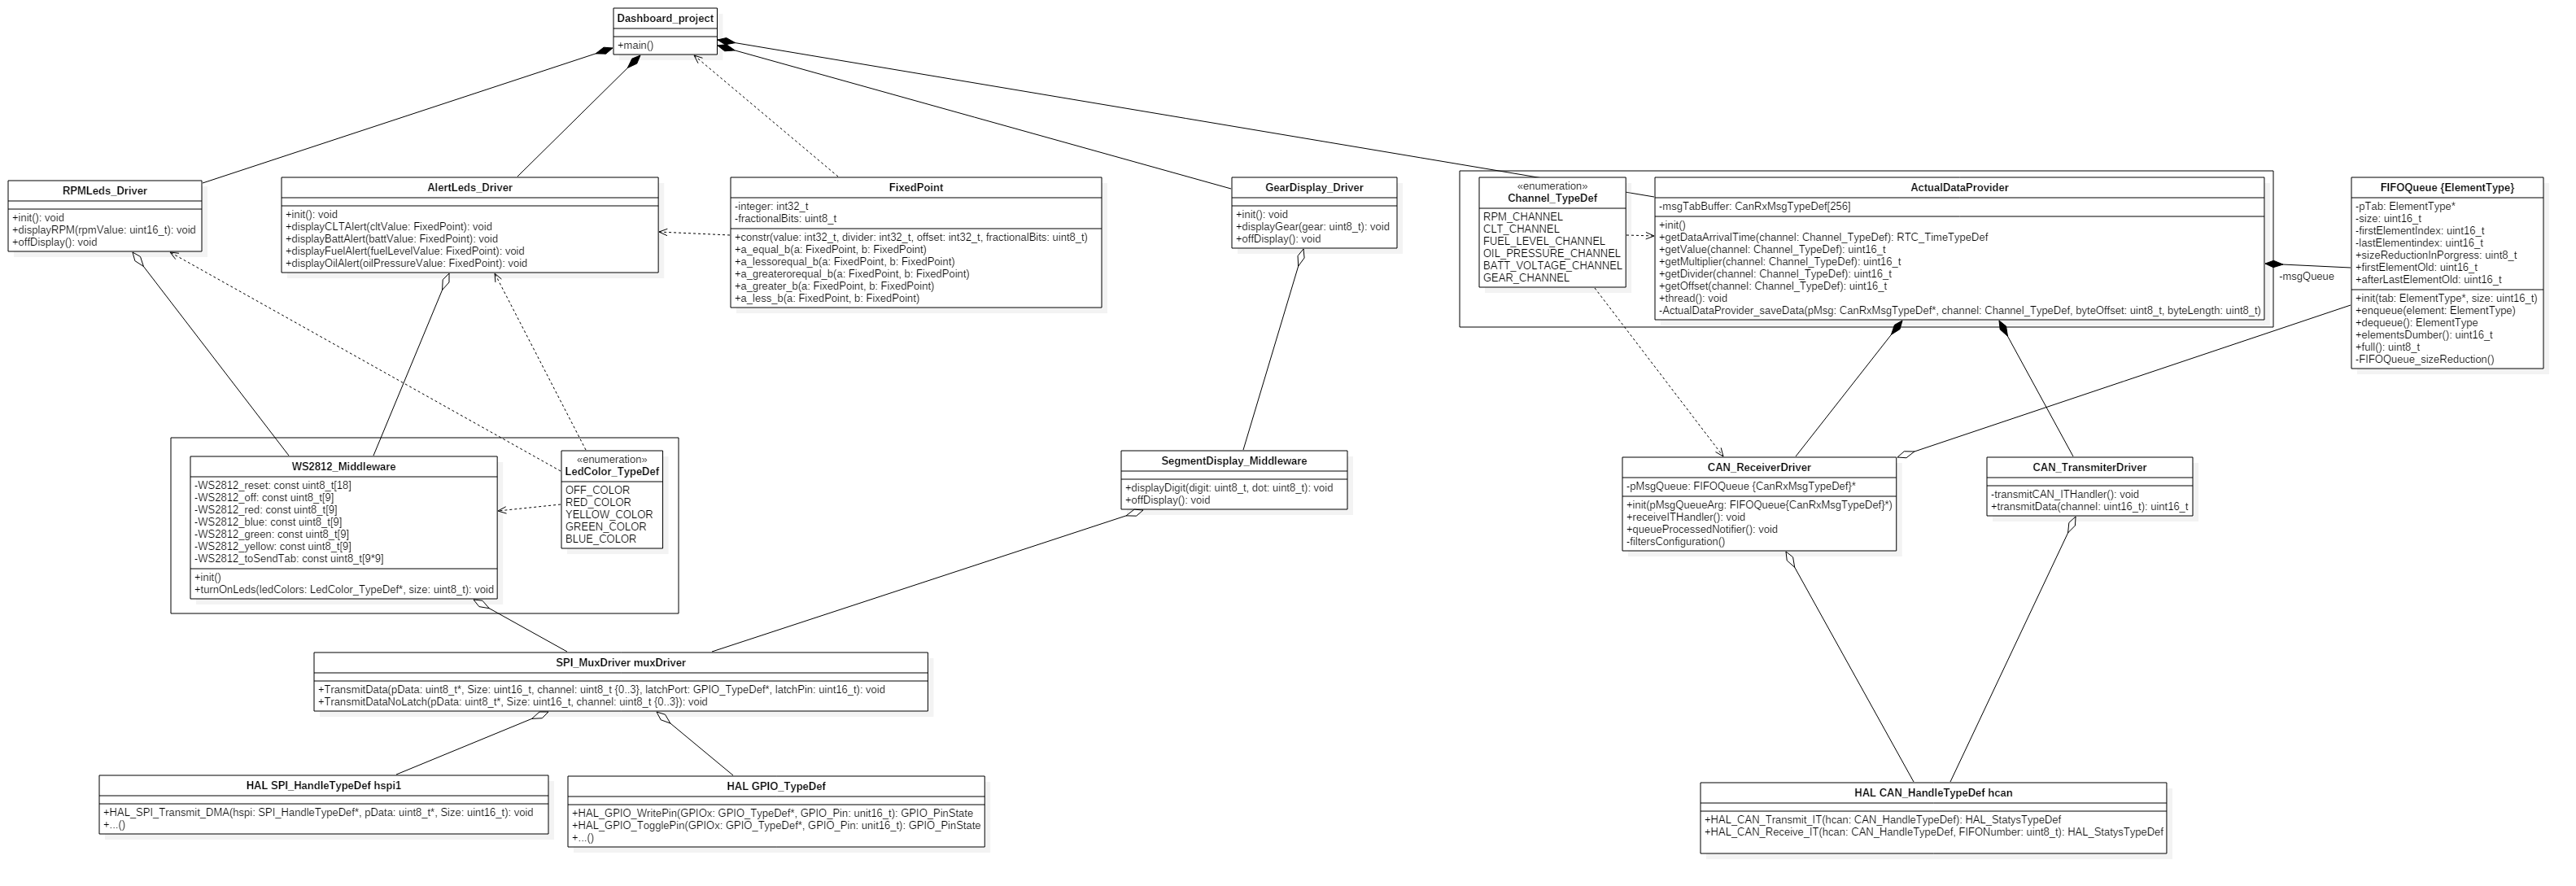 Dashboard_project
+main()
RPMLeds_Driver
+init(): void
+displayRPM(rpmValue: uint16_t): void
+offDisplay(): void
AlertLeds_Driver
+init(): void
+displayCLTAlert(cltValue: FixedPoint): void
+displayBattAlert(battValue: FixedPoint): void
+displayFuelAlert(fuelLevelValue: FixedPoint): void
+displayOilAlert(oilPressureValue: FixedPoint): void
FixedPoint
-integer: int32_t
-fractionalBits: uint8_t
+constr(value: int32_t, divider: int32_t, offset: int32_t, fractionalBits: uint8_t)
+a_equal_b(a: FixedPoint, b: FixedPoint)
+a_lessorequal_b(a: FixedPoint, b: FixedPoint)
+a_greaterorequal_b(a: FixedPoint, b: FixedPoint)
+a_greater_b(a: FixedPoint, b: FixedPoint)
+a_less_b(a: FixedPoint, b: FixedPoint)
GearDisplay_Driver
+init(): void
+displayGear(gear: uint8_t): void
+offDisplay(): void
«enumeration»
Channel_TypeDef
RPM_CHANNEL
CLT_CHANNEL
FUEL_LEVEL_CHANNEL
OIL_PRESSURE_CHANNEL
BATT_VOLTAGE_CHANNEL
GEAR_CHANNEL
ActualDataProvider
-msgTabBuffer: CanRxMsgTypeDef[256]
+init()
+getDataArrivalTime(channel: Channel_TypeDef): RTC_TimeTypeDef
+getValue(channel: Channel_TypeDef): uint16_t
+getMultiplier(channel: Channel_TypeDef): uint16_t
+getDivider(channel: Channel_TypeDef): uint16_t
+getOffset(channel: Channel_TypeDef): uint16_t
+thread(): void
-ActualDataProvider_saveData(pMsg: CanRxMsgTypeDef*, channel: Channel_TypeDef, byteOffset: uint8_t, byteLength: uint8_t)
-msgQueue
FIFOQueue {ElementType}
-pTab: ElementType*
-size: uint16_t
-firstElementIndex: uint16_t
-lastElementindex: uint16_t
+sizeReductionInPorgress: uint8_t
+firstElementOld: uint16_t
+afterLastElementOld: uint16_t
+init(tab: ElementType*, size: uint16_t)
+enqueue(element: ElementType)
+dequeue(): ElementType
+elementsDumber(): uint16_t
+full(): uint8_t
-FIFOQueue_sizeReduction()
WS2812_Middleware
-WS2812_reset: const uint8_t[18]
-WS2812_off: const uint8_t[9]
-WS2812_red: const uint8_t[9]
-WS2812_blue: const uint8_t[9]
-WS2812_green: const uint8_t[9]
-WS2812_yellow: const uint8_t[9]
-WS2812_toSendTab: const uint8_t[9*9]
+init()
+turnOnLeds(ledColors: LedColor_TypeDef*, size: uint8_t): void
«enumeration»
LedColor_TypeDef
OFF_COLOR
RED_COLOR
YELLOW_COLOR
GREEN_COLOR
BLUE_COLOR
SegmentDisplay_Middleware
+displayDigit(digit: uint8_t, dot: uint8_t): void
+offDisplay(): void
CAN_ReceiverDriver
-pMsgQueue: FIFOQueue {CanRxMsgTypeDef}*
+init(pMsgQueueArg: FIFOQueue{CanRxMsgTypeDef}*)
+receiveITHandler(): void
+queueProcessedNotifier(): void
-filtersConfiguration()
CAN_TransmiterDriver
-transmitCAN_ITHandler(): void
+transmitData(channel: uint16_t): uint16_t
SPI_MuxDriver muxDriver
+TransmitData(pData: uint8_t*, Size: uint16_t, channel: uint8_t {0..3}, latchPort: GPIO_TypeDef*, latchPin: uint16_t): void
+TransmitDataNoLatch(pData: uint8_t*, Size: uint16_t, channel: uint8_t {0..3}): void
HAL SPI_HandleTypeDef hspi1
+HAL_SPI_Transmit_DMA(hspi: SPI_HandleTypeDef*, pData: uint8_t*, Size: uint16_t): void
+...()
HAL GPIO_TypeDef
+HAL_GPIO_WritePin(GPIOx: GPIO_TypeDef*, GPIO_Pin: unit16_t): GPIO_PinState
+HAL_GPIO_TogglePin(GPIOx: GPIO_TypeDef*, GPIO_Pin: unit16_t): GPIO_PinState
+...()
HAL CAN_HandleTypeDef hcan
+HAL_CAN_Transmit_IT(hcan: CAN_HandleTypeDef): HAL_StatysTypeDef
+HAL_CAN_Receive_IT(hcan: CAN_HandleTypeDef, FIFONumber: uint8_t): HAL_StatysTypeDef